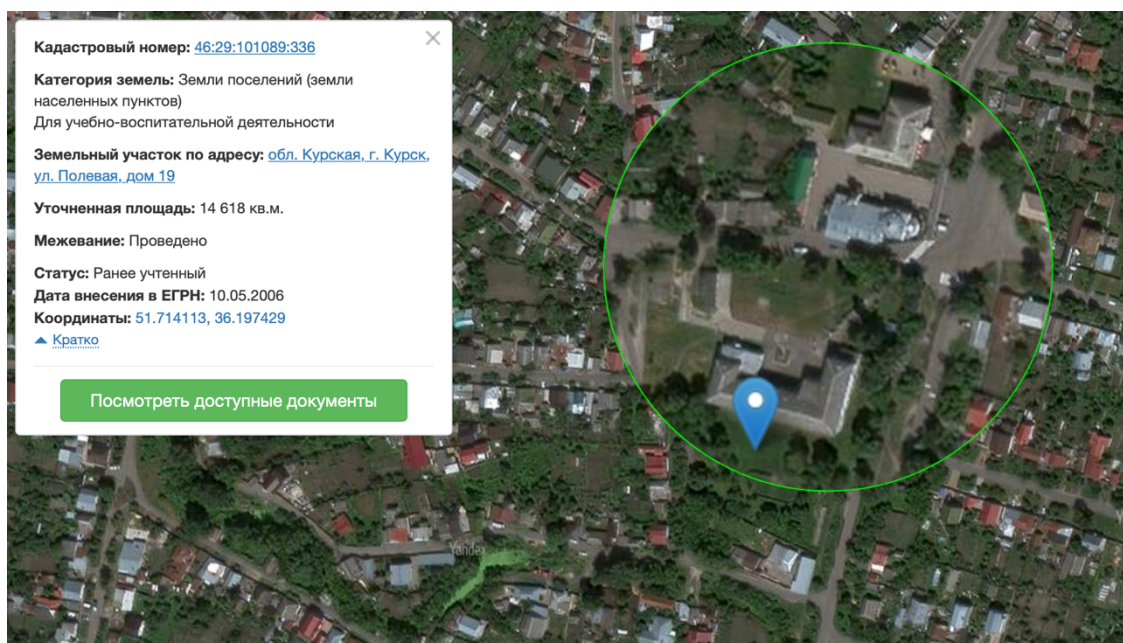 Кадастровый номер: 46:29:101089:336
Категория земель: Земли поселений (земли
населенных пунктов)
Для учебно-воспитательной деятельности
Земельный участок по адресу: обл. Курская, г. Курск,
ул. Полевая, дом 19
Уточненная площадь: 14 618 кв.м.
Межевание: Проведено
Статус: Ранее учтенный
Дата внесения в ЕГРН: 10.05.2006
Координаты: 51.714113, 36.197429
Кратко
Посмотреть доступные документы
Yandex